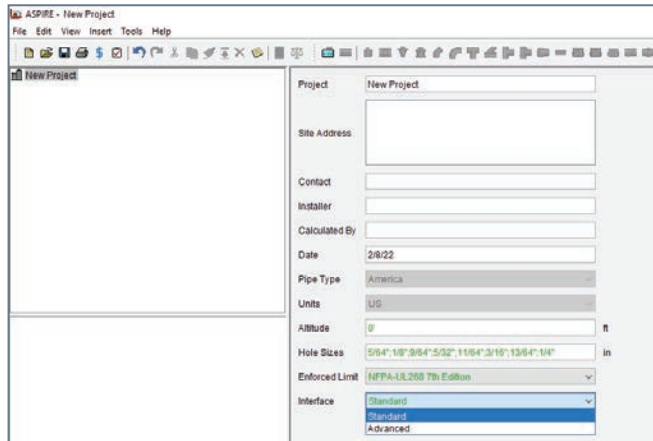 ASPIRE - New Project
File Edit View Insert Tools Help
New Project
Project New Project
Site Address
Contact
Installer
Calculated By
Date 2/8/22
Pipe Type America
Units US
Altitude 0' ft
Hole Sizes 5/64";1/8";9/64";5/32";11/64";3/16";13/64";1/4" in
Enforced Limit NFPA-UL268 7th Edition
Interface Standard
Standard
Advanced